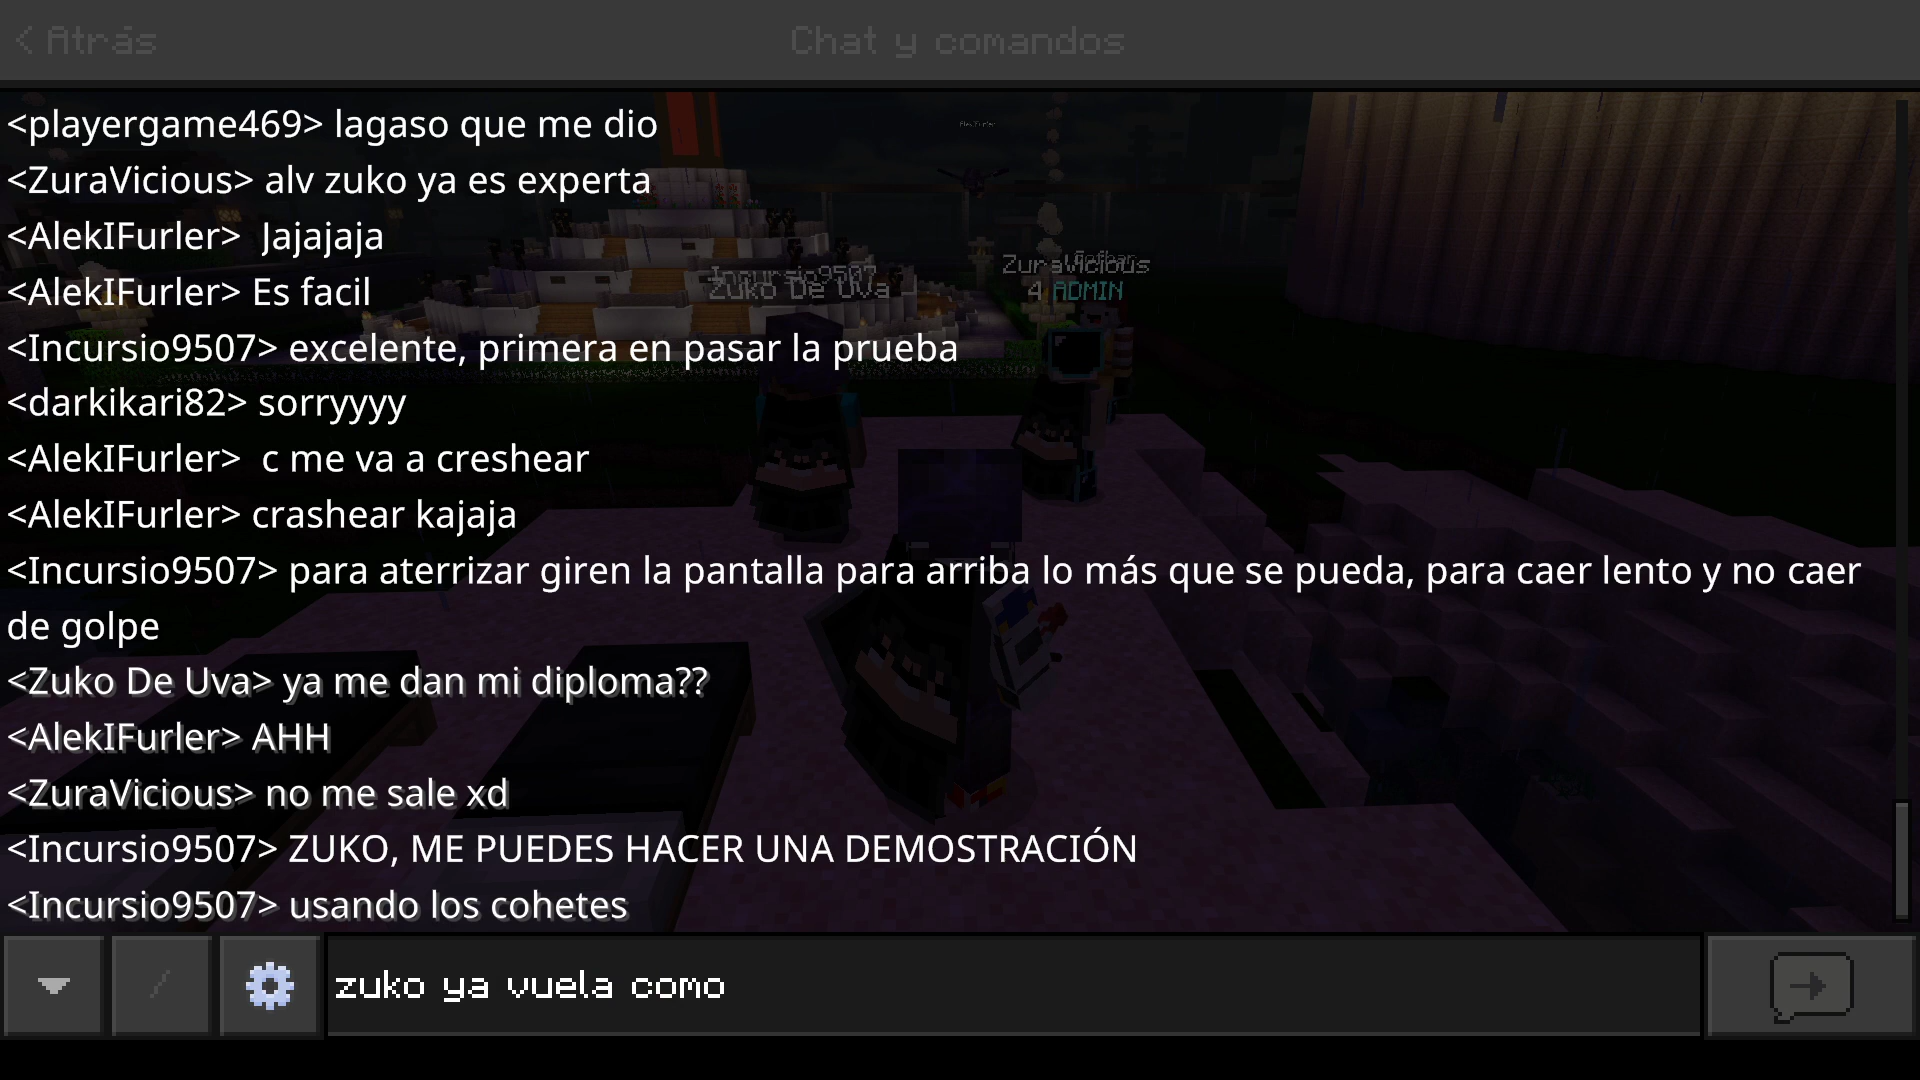 < Atrás
Chat y comandos
<playergame469> lagaso que me dio
<ZuraVicious> alv zuko ya es experta
<AlekIFurler>  Jajajaja
<AlekIFurler> Es facil
<Incursio9507> excelente, primera en pasar la prueba
<darkikari82> sorryyyy
<AlekIFurler>  c me va a creshear
<AlekIFurler> crashear kajaja
<Incursio9507> para aterrizar giren la pantalla para arriba lo más que se pueda, para caer lento y no caer
de golpe
<Zuko De Uva> ya me dan mi diploma??
<AlekIFurler> AHH
<ZuraVicious> no me sale xd
<Incursio9507> ZUKO, ME PUEDES HACER UNA DEMOSTRACIÓN
<Incursio9507> usando los cohetes
AlekIFurler
Incursio9507
Zuko De Uva
ZuraVicious
4 ADMIN
/
zuko ya vuela como